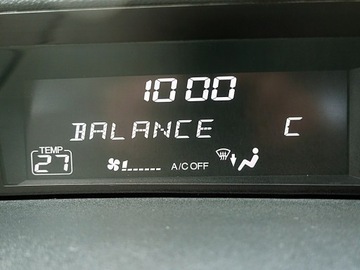 10:00
BALANCE C
TEMP
27
A/C OFF